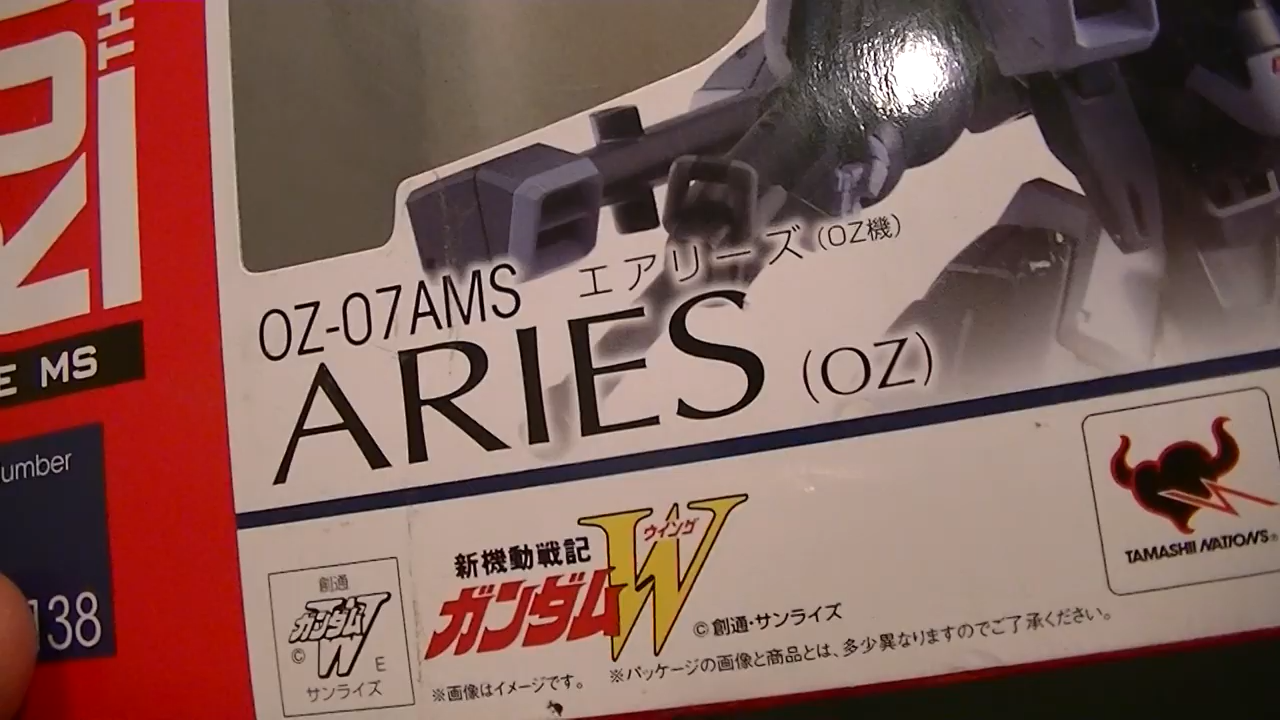 TH
E MS
umber
138
OZ-07AMS
エアリーズ (OZ機)
ARIES (OZ)
創通
ガンダムW
© E
サンライズ
新機動戦記
ガンダムW
ウイング
©創通・サンライズ
※画像はイメージです。
※パッケージの画像と商品とは、多少異なりますのでご了承ください。
TAMASHII NATIONS®